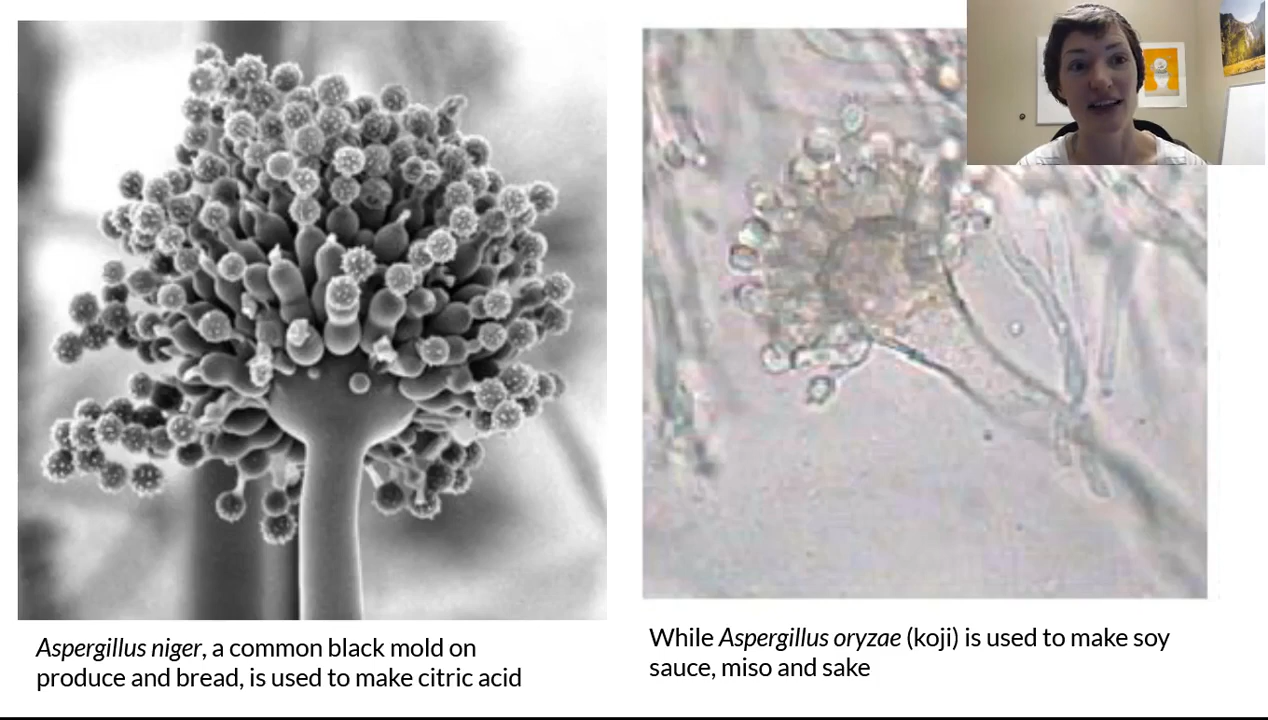 Aspergillus niger, a common black mold on
produce and bread, is used to make citric acid
While Aspergillus oryzae (koji) is used to make soy
sauce, miso and sake